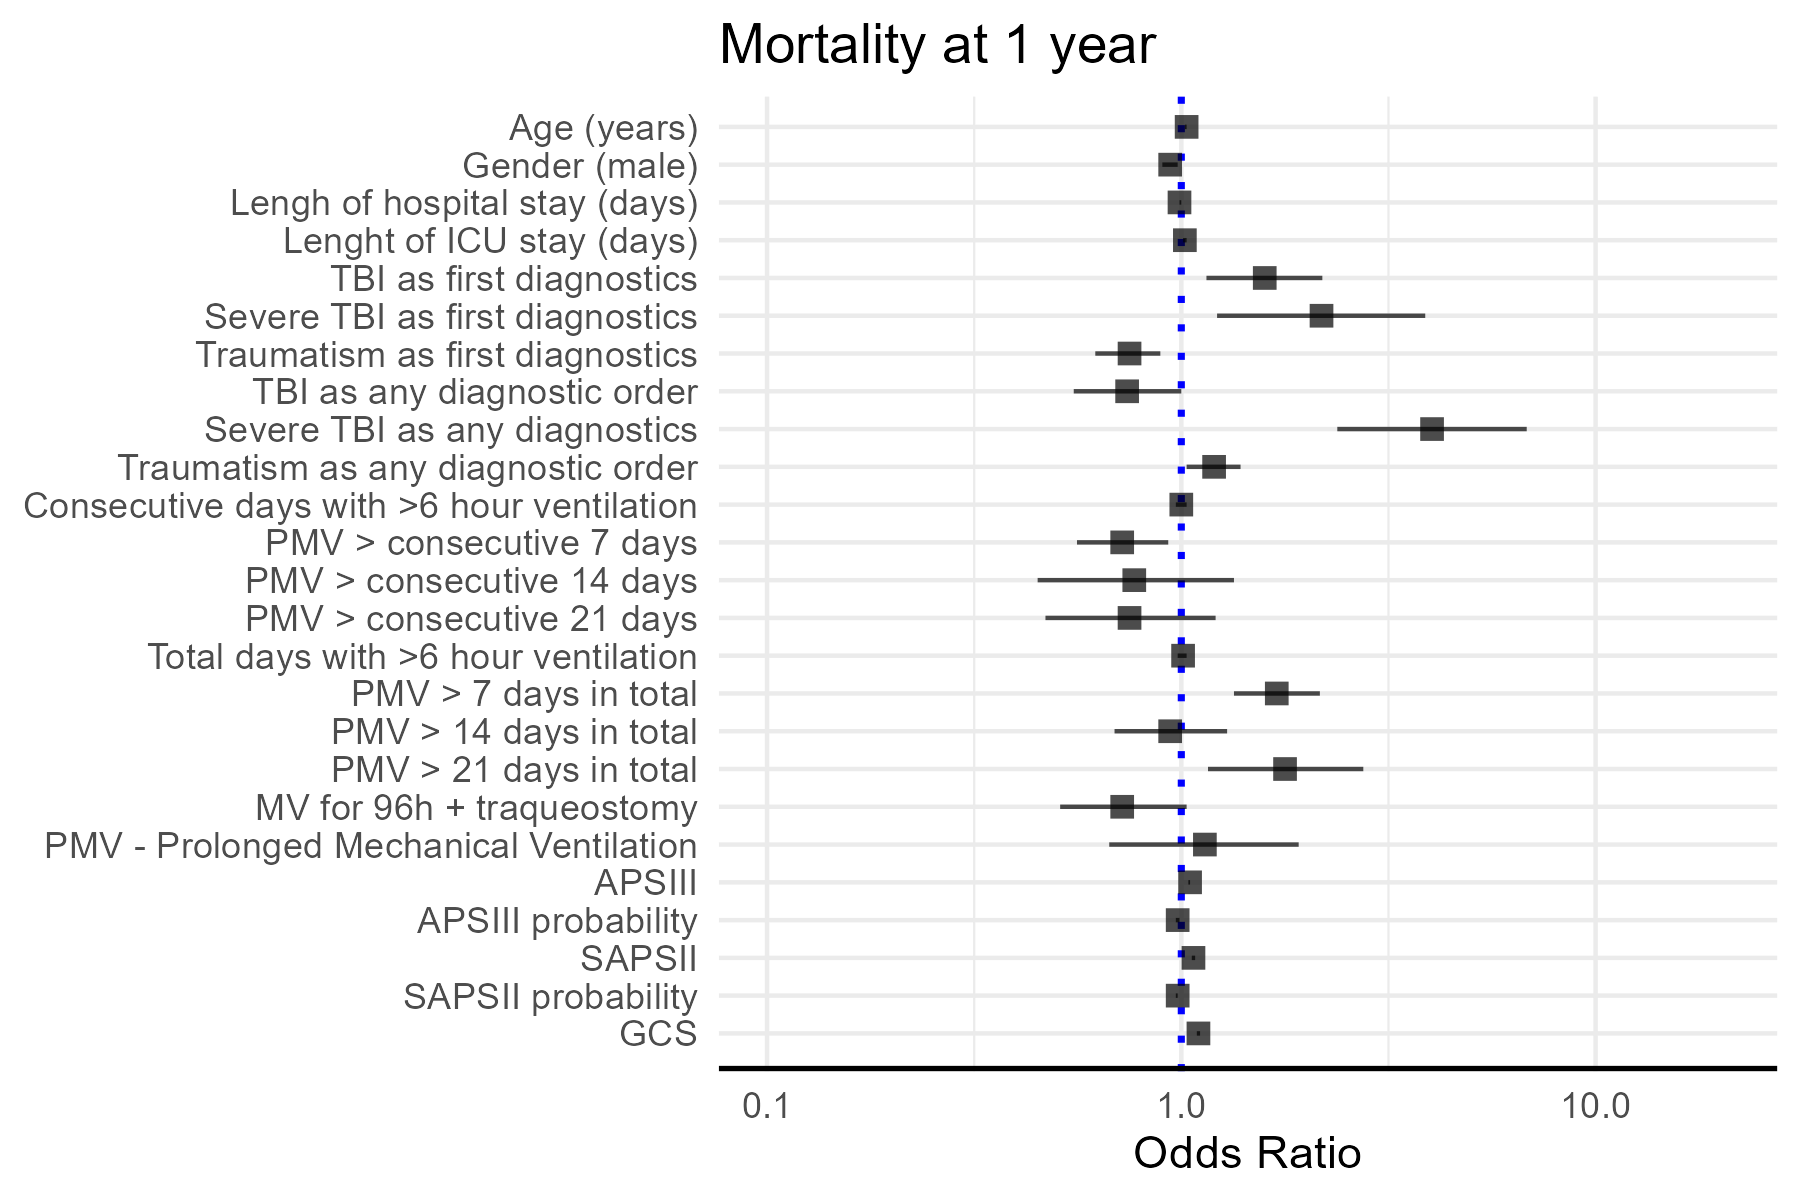 Mortality at 1 year
Age (years)
Gender (male)
Lengh of hospital stay (days)
Lenght of ICU stay (days)
TBI as first diagnostics
Severe TBI as first diagnostics
Traumatism as first diagnostics
TBI as any diagnostic order
Severe TBI as any diagnostics
Traumatism as any diagnostic order
Consecutive days with >6 hour ventilation
PMV > consecutive 7 days
PMV > consecutive 14 days
PMV > consecutive 21 days
Total days with >6 hour ventilation
PMV > 7 days in total
PMV > 14 days in total
PMV > 21 days in total
MV for 96h + traqueostomy
PMV - Prolonged Mechanical Ventilation
APSIII
APSIII probability
SAPSII
SAPSII probability
GCS
0.1 1.0 10.0
Odds Ratio